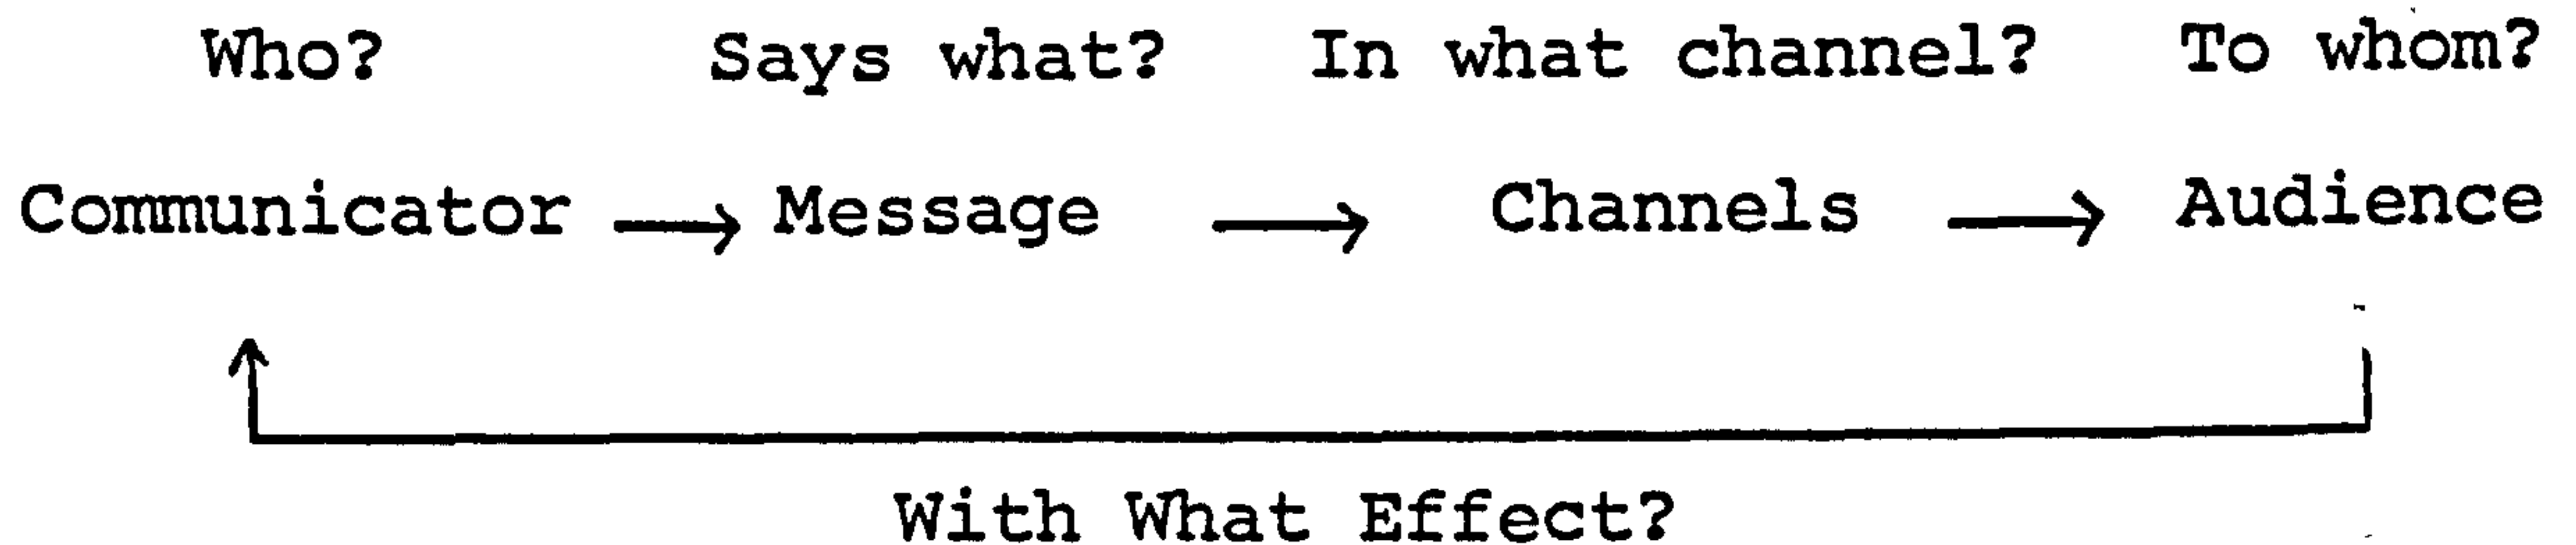 Who? Says what? In what channel? To whom?
Communicator → Message → Channels → Audience
With What Effect?